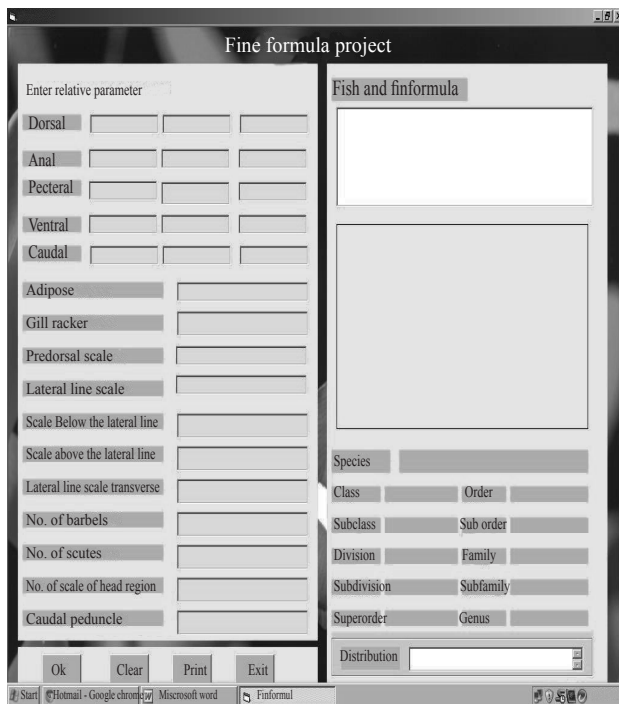 Fine formula project
Enter relative parameter
Dorsal
Anal
Pecteral
Ventral
Caudal
Adipose
Gill racker
Predorsal scale
Lateral line scale
Scale Below the lateral line
Scale above the lateral line
Lateral line scale transverse
No. of barbels
No. of scutes
No. of scale of head region
Caudal peduncle
Ok Clear Print Exit
Fish and finformula
Species
Class Order
Subclass Sub order
Division Family
Subdivision Subfamily
Superorder Genus
Distribution
Start Hotmail - Google chrome W Miscrosoft word Finformul